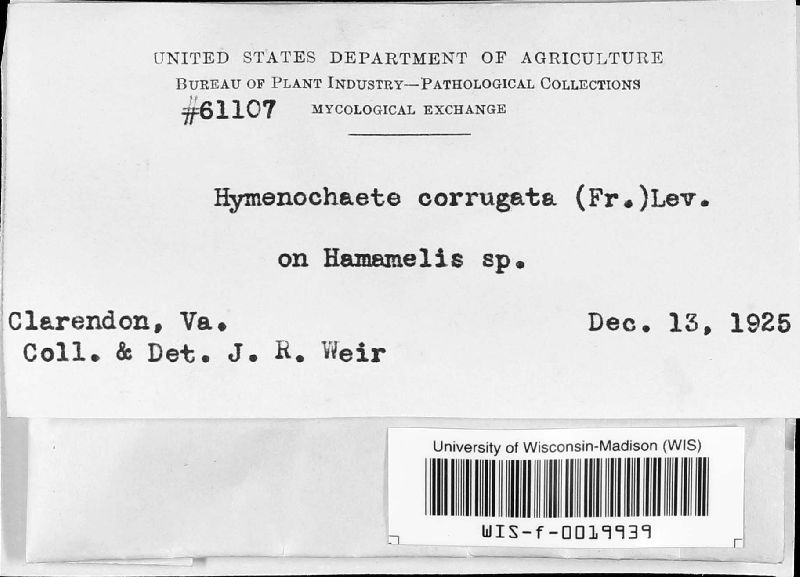 UNITED STATES DEPARTMENT OF AGRICULTURE
BUREAU OF PLANT INDUSTRY—PATHOLOGICAL COLLECTIONS
#61107 MYCOLOGICAL EXCHANGE
Hymenochaete corrugata (Fr.)Lev.
on Hamamelis sp.
Clarendon, Va. Dec. 13, 1925
Coll. & Det. J. R. Weir
University of Wisconsin-Madison (WIS)
WIS-f-0019939